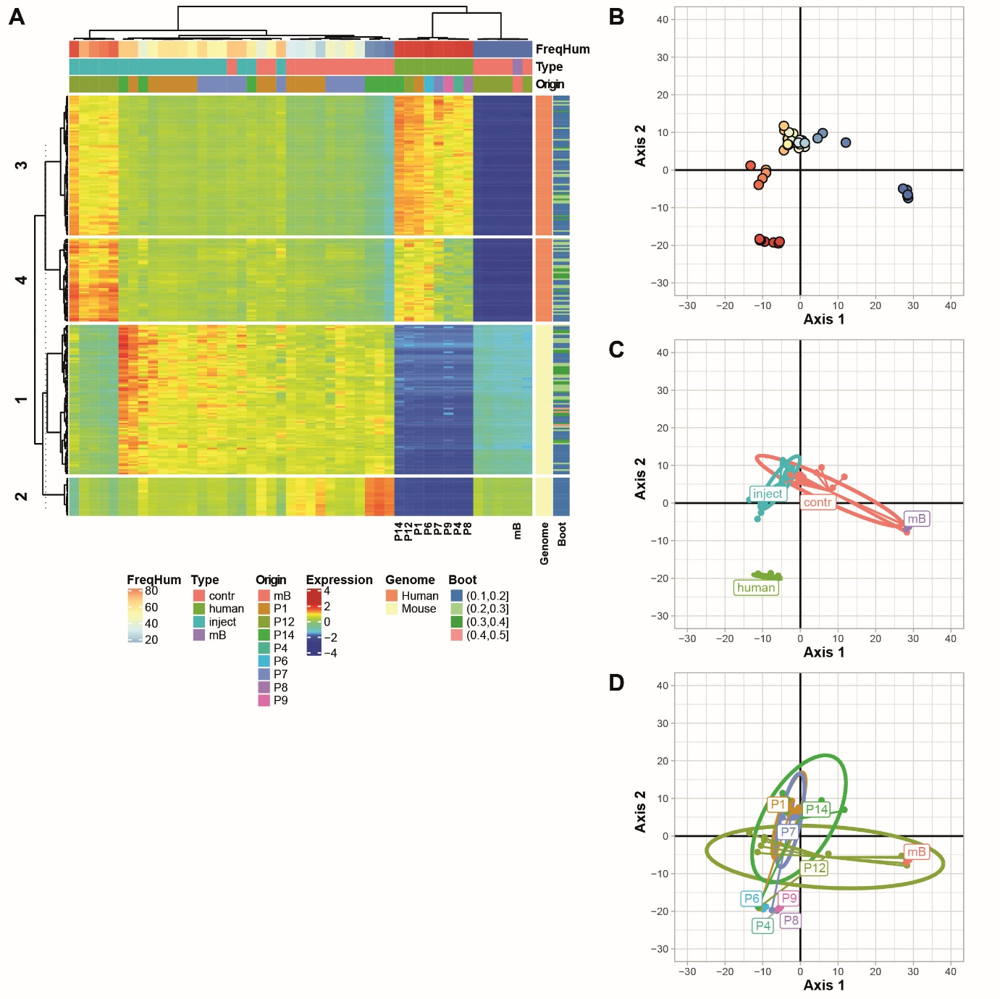 A
FreqHum
Type
Origin
3
4
1
2
P14
P12
P1
P6
P7
P9
P4
P8
mB
Genome
Boot
FreqHum
80
60
40
20
Type
contr
human
inject
mB
Origin
mB
P1
P12
P14
P4
P6
P7
P8
P9
Expression
4
2
0
−2
−4
Genome
Human
Mouse
Boot
(0.1,0.2]
(0.2,0.3]
(0.3,0.4]
(0.4,0.5]
B
Axis 2
40
30
20
10
0
−10
−20
−30
−30 −20 −10 0 10 20 30 40
Axis 1
C
Axis 2
40
30
20
10
0
−10
−20
−30
inject
contr
mB
human
−30 −20 −10 0 10 20 30 40
Axis 1
D
Axis 2
40
30
20
10
0
−10
−20
−30
P1
P14
P7
mB
P12
P6
P9
P4
P8
−30 −20 −10 0 10 20 30 40
Axis 1